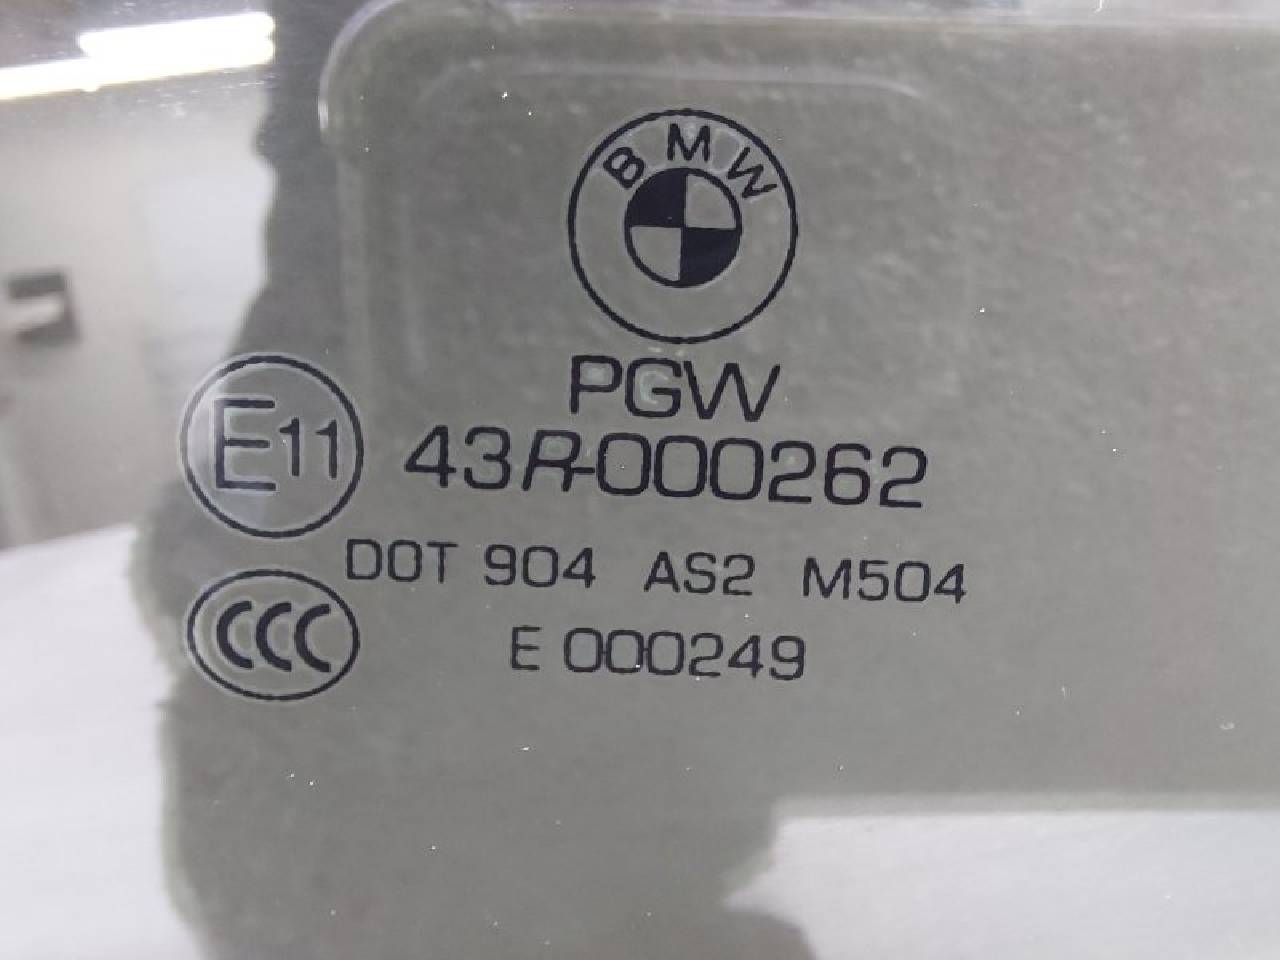 BMW
PGW
E11
43R-000262
DOT 904 AS2 M504
CCC
E 000249